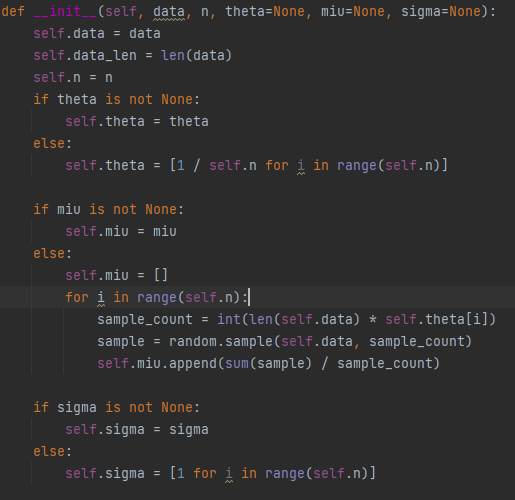 def __init__(self, data, n, theta=None, miu=None, sigma=None):
    self.data = data
    self.data_len = len(data)
    self.n = n
    if theta is not None:
        self.theta = theta
    else:
        self.theta = [1 / self.n for i in range(self.n)]

    if miu is not None:
        self.miu = miu
    else:
        self.miu = []
        for i in range(self.n):
            sample_count = int(len(self.data) * self.theta[i])
            sample = random.sample(self.data, sample_count)
            self.miu.append(sum(sample) / sample_count)

    if sigma is not None:
        self.sigma = sigma
    else:
        self.sigma = [1 for i in range(self.n)]